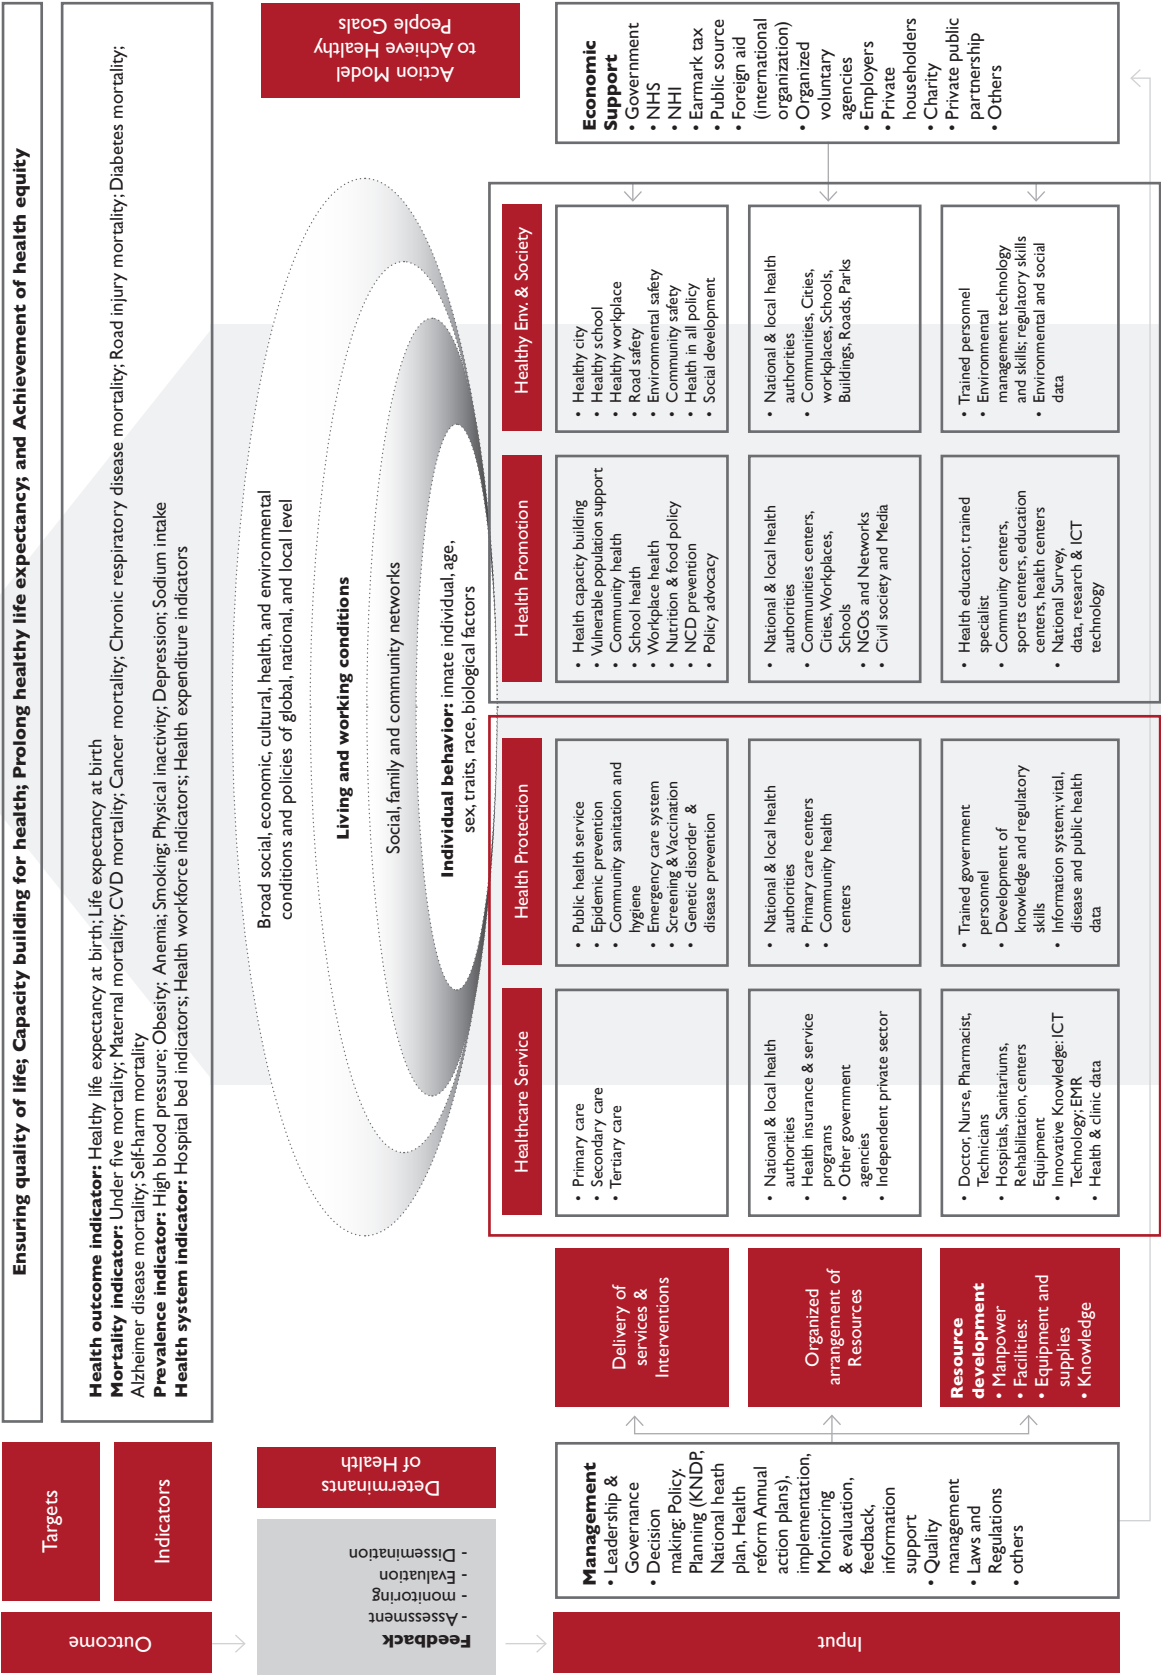 Outcome
Targets
Ensuring quality of life; Capacity building for health; Prolong healthy life expectancy; and Achievement of health equity
Indicators
Health outcome indicator: Healthy life expectancy at birth; Life expectancy at birth
Mortality indicator: Under five mortality; Maternal mortality; CVD mortality; Cancer mortality; Chronic respiratory disease mortality; Road injury mortality; Diabetes mortality;
Alzheimer disease mortality; Self-harm mortality
Prevalence indicator: High blood pressure; Obesity; Anemia; Smoking; Physical inactivity; Depression; Sodium intake
Health system indicator: Hospital bed indicators; Health workforce indicators; Health expenditure indicators
Feedback
- Assessment
- monitoring
- Evaluation
- Dissemination
Determinants
of Health
Broad social, economic, cultural, health, and environmental
conditions and policies of global, national, and local level
Living and working conditions
Social, family and community networks
Individual behavior: innate individual, age,
sex, traits, race, biological factors
Action Model
to Achieve Healthy
People Goals
Input
Management
• Leadership &
Governance
• Decision
making: Policy.
Planning (KNDP,
National heath
plan, Health
reform Annual
action plans),
implementation,
Monitoring
& evaluation,
feedback,
information
support
• Quality
management
• Laws and
Regulations
• others
Healthcare Service
Health Protection
Health Promotion
Healthy Env. & Society
Delivery of
services &
Interventions
• Primary care
• Secondary care
• Tertiary care
• Public health service
• Epidemic prevention
• Community sanitation and
hygiene
• Emergency care system
• Screening & Vaccination
• Genetic disorder &
disease prevention
• Health capacity building
• Vulnerable population support
• Community health
• School health
• Workplace health
• Nutrition & food policy
• NCD prevention
• Policy advocacy
• Healthy city
• Healthy school
• Healthy workplace
• Road safety
• Environmental safety
• Community safety
• Health in all policy
• Social development
Organized
arrangement of
Resources
• National & local health
authorities
• Health insurance & service
programs
• Other government
agencies
• Independent private sector
• National & local health
authorities
• Primary care centers
• Community health
centers
• National & local health
authorities
• Communities centers,
Cities, Workplaces,
Schools
• NGOs and Networks
• Civil society and Media
• National & local health
authorities
• Communities, Cities,
workplaces, Schools,
Buildings, Roads, Parks
Resource
development
• Manpower
• Facilities:
• Equipment and
supplies
• Knowledge
• Doctor, Nurse, Pharmacist,
Technicians
• Hospitals, Sanitariums,
Rehabilitation, centers
Equipment
• Innovative Knowledge: ICT
Technology; EMR
• Health & clinic data
• Trained government
personnel
• Development of
knowledge and regulatory
skills
• Information system; vital,
disease and public health
data
• Health educator, trained
specialist
• Community centers,
sports centers, education
centers, health centers
• National Survey,
data, research & ICT
technology
• Trained personnel
• Environmental
management technology
and skills; regulatory skills
• Environmental and social
data
Economic
Support
• Government
• NHS
• NHI
• Earmark tax
• Public source
• Foreign aid
(international
organization)
• Organized
voluntary
agencies
• Employers
• Private
householders
• Charity
• Private public
partnership
• Others